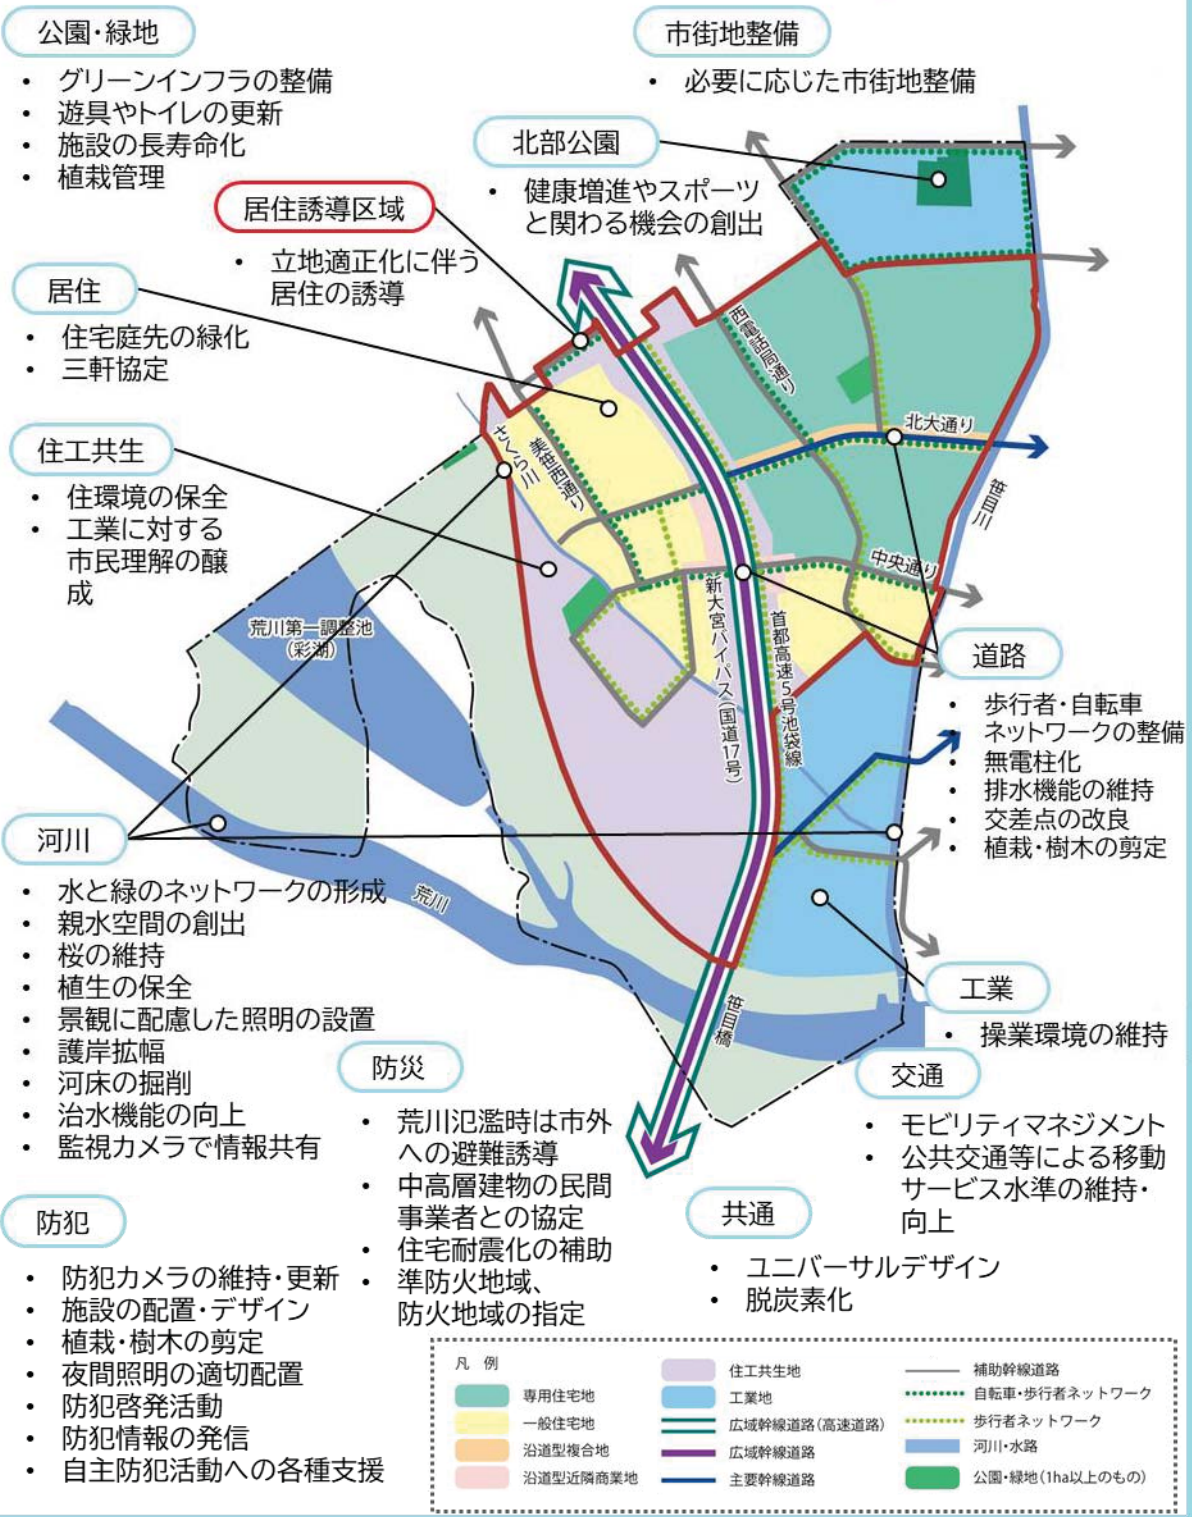 公園・緑地
• グリーンインフラの整備
• 遊具やトイレの更新
• 施設の長寿命化
• 植栽管理
市街地整備
• 必要に応じた市街地整備
北部公園
• 健康増進やスポーツ
と関わる機会の創出
居住誘導区域
• 立地適正化に伴う
居住の誘導
居住
• 住宅庭先の緑化
• 三軒協定
住工共生
• 住環境の保全
• 工業に対する
市民理解の醸
成
西電話局通り
北大通り
さくら川
美笹西通り
笹目川
中央通り
新大宮バイパス(国道17号)
首都高速5号池袋線
荒川第一調整池
(彩湖)
荒川
笹目橋
道路
• 歩行者・自転車
• ネットワークの整備
• 無電柱化
• 排水機能の維持
• 交差点の改良
• 植栽・樹木の剪定
河川
• 水と緑のネットワークの形成
• 親水空間の創出
• 桜の維持
• 植生の保全
• 景観に配慮した照明の設置
• 護岸拡幅
• 河床の掘削
• 治水機能の向上
• 監視カメラで情報共有
工業
• 操業環境の維持
防災
• 荒川氾濫時は市外
への避難誘導
• 中高層建物の民間
事業者との協定
• 住宅耐震化の補助
• 準防火地域、
防火地域の指定
交通
• モビリティマネジメント
• 公共交通等による移動
サービス水準の維持・
向上
防犯
• 防犯カメラの維持・更新
• 施設の配置・デザイン
• 植栽・樹木の剪定
• 夜間照明の適切配置
• 防犯啓発活動
• 防犯情報の発信
• 自主防犯活動への各種支援
共通
• ユニバーサルデザイン
• 脱炭素化
凡 例
専用住宅地
一般住宅地
沿道型複合地
沿道型近隣商業地
住工共生地
工業地
広域幹線道路(高速道路)
広域幹線道路
主要幹線道路
補助幹線道路
自転車・歩行者ネットワーク
歩行者ネットワーク
河川・水路
公園・緑地(1ha以上のもの)